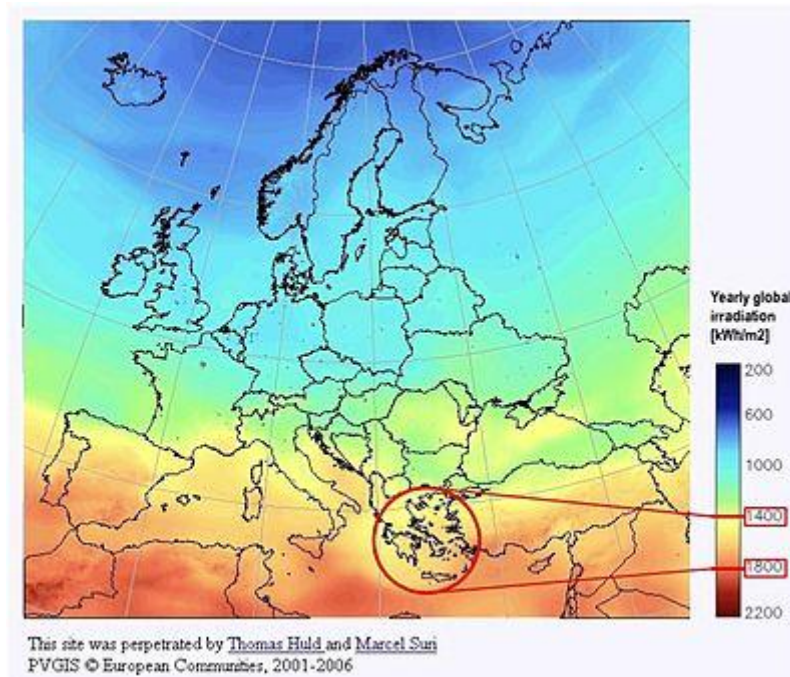 Yearly global
irradiation
[kWh/m2]
200
600
1000
1400
1800
2200
This site was perpetrated by Thomas Huld and Marcel Suri
PVGIS © European Communities, 2001-2006